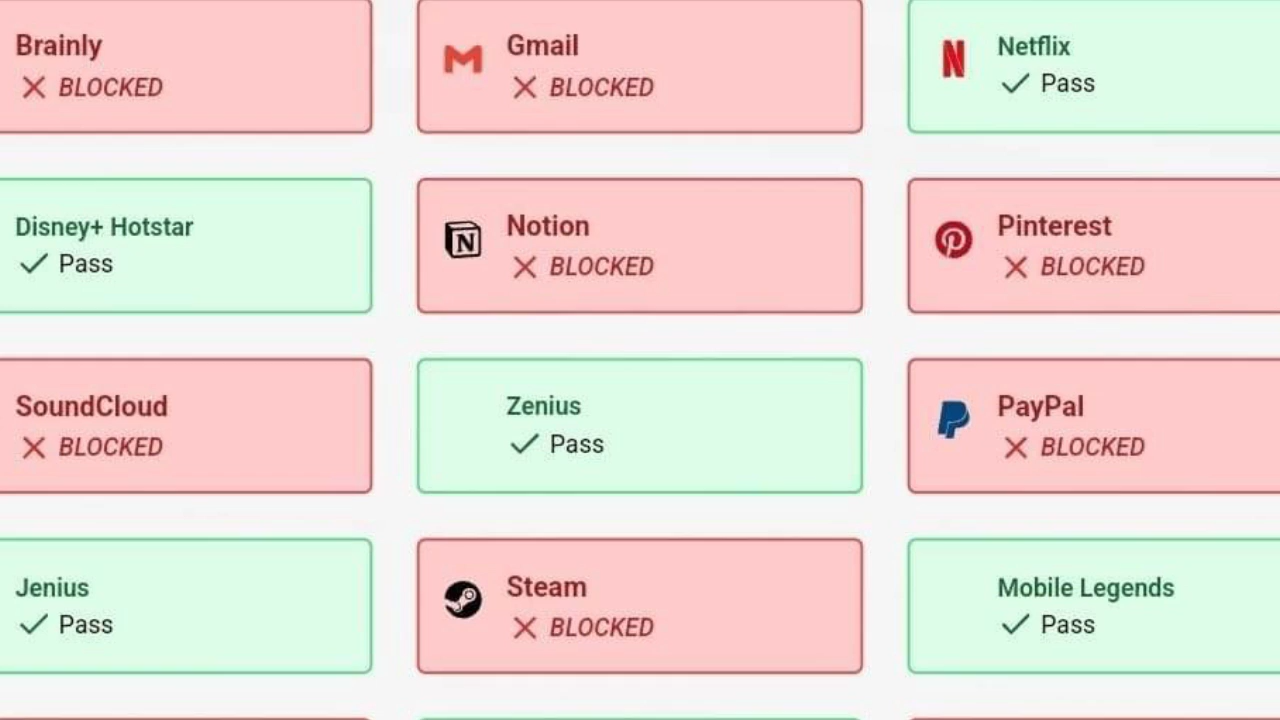 Brainly
BLOCKED
Gmail
BLOCKED
Netflix
Pass
Disney+ Hotstar
Pass
Notion
BLOCKED
Pinterest
BLOCKED
SoundCloud
BLOCKED
Zenius
Pass
PayPal
BLOCKED
Jenius
Pass
Steam
BLOCKED
Mobile Legends
Pass